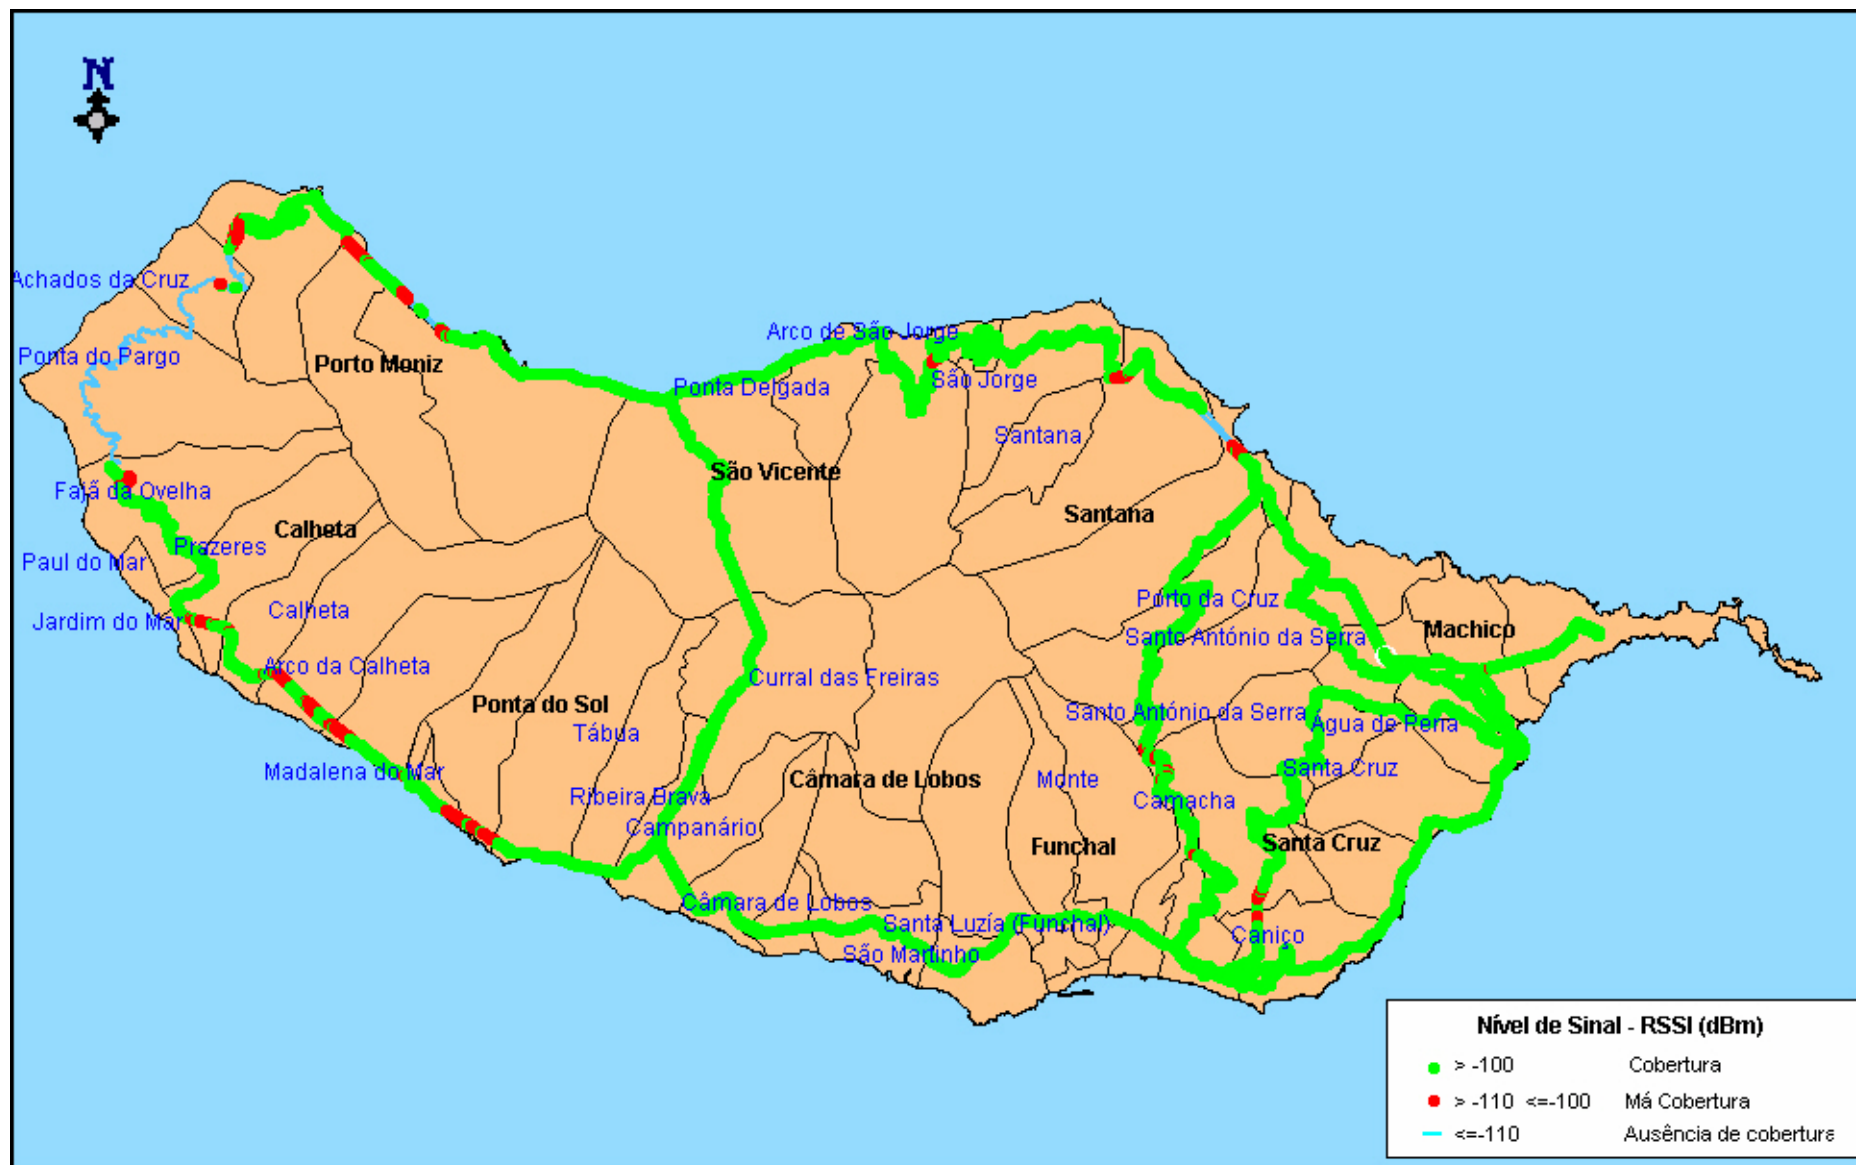 N
Achados da Cruz
Ponta do Pargo
Porto Moniz
Arco de São Jorge
Ponta Delgada
São Jorge
Santana
São Vicente
Fajã da Ovelha
Santana
Calheta
Prazeres
Paul do Mar
Calheta
Porto da Cruz
Jardim do Mar
Santo António da Serra
Machico
Arco da Calheta
Curral das Freiras
Ponta do Sol
Tábua
Santo António da Serra
Água de Pena
Madalena do Mar
Câmara de Lobos
Monte
Santa Cruz
Ribeira Brava
Camacha
Campanário
Funchal
Santa Cruz
Câmara de Lobos
Santa Luzía (Funchal)
Caniço
São Martinho
Nível de Sinal - RSSI (dBm)
> -100 Cobertura
> -110 <=-100 Má Cobertura
<=-110 Ausência de cobertura